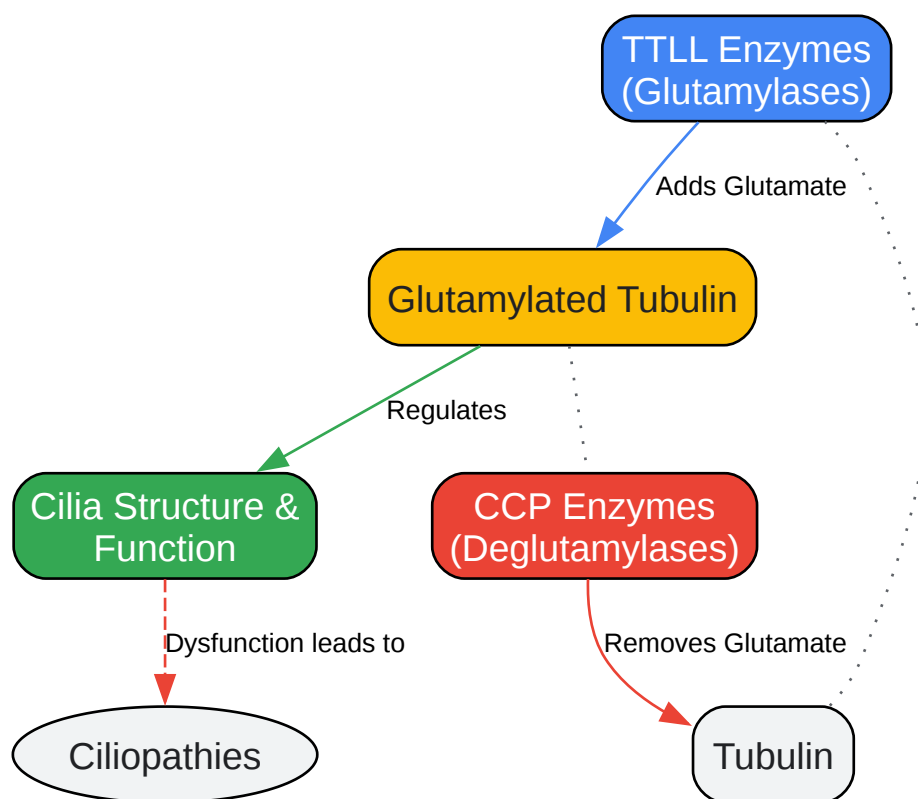 TTLL Enzymes
(Glutamylases)
Adds Glutamate
Glutamylated Tubulin
Regulates
Cilia Structure &
Function
CCP Enzymes
(Deglutamylases)
Dysfunction leads to
Removes Glutamate
Ciliopathies
Tubulin